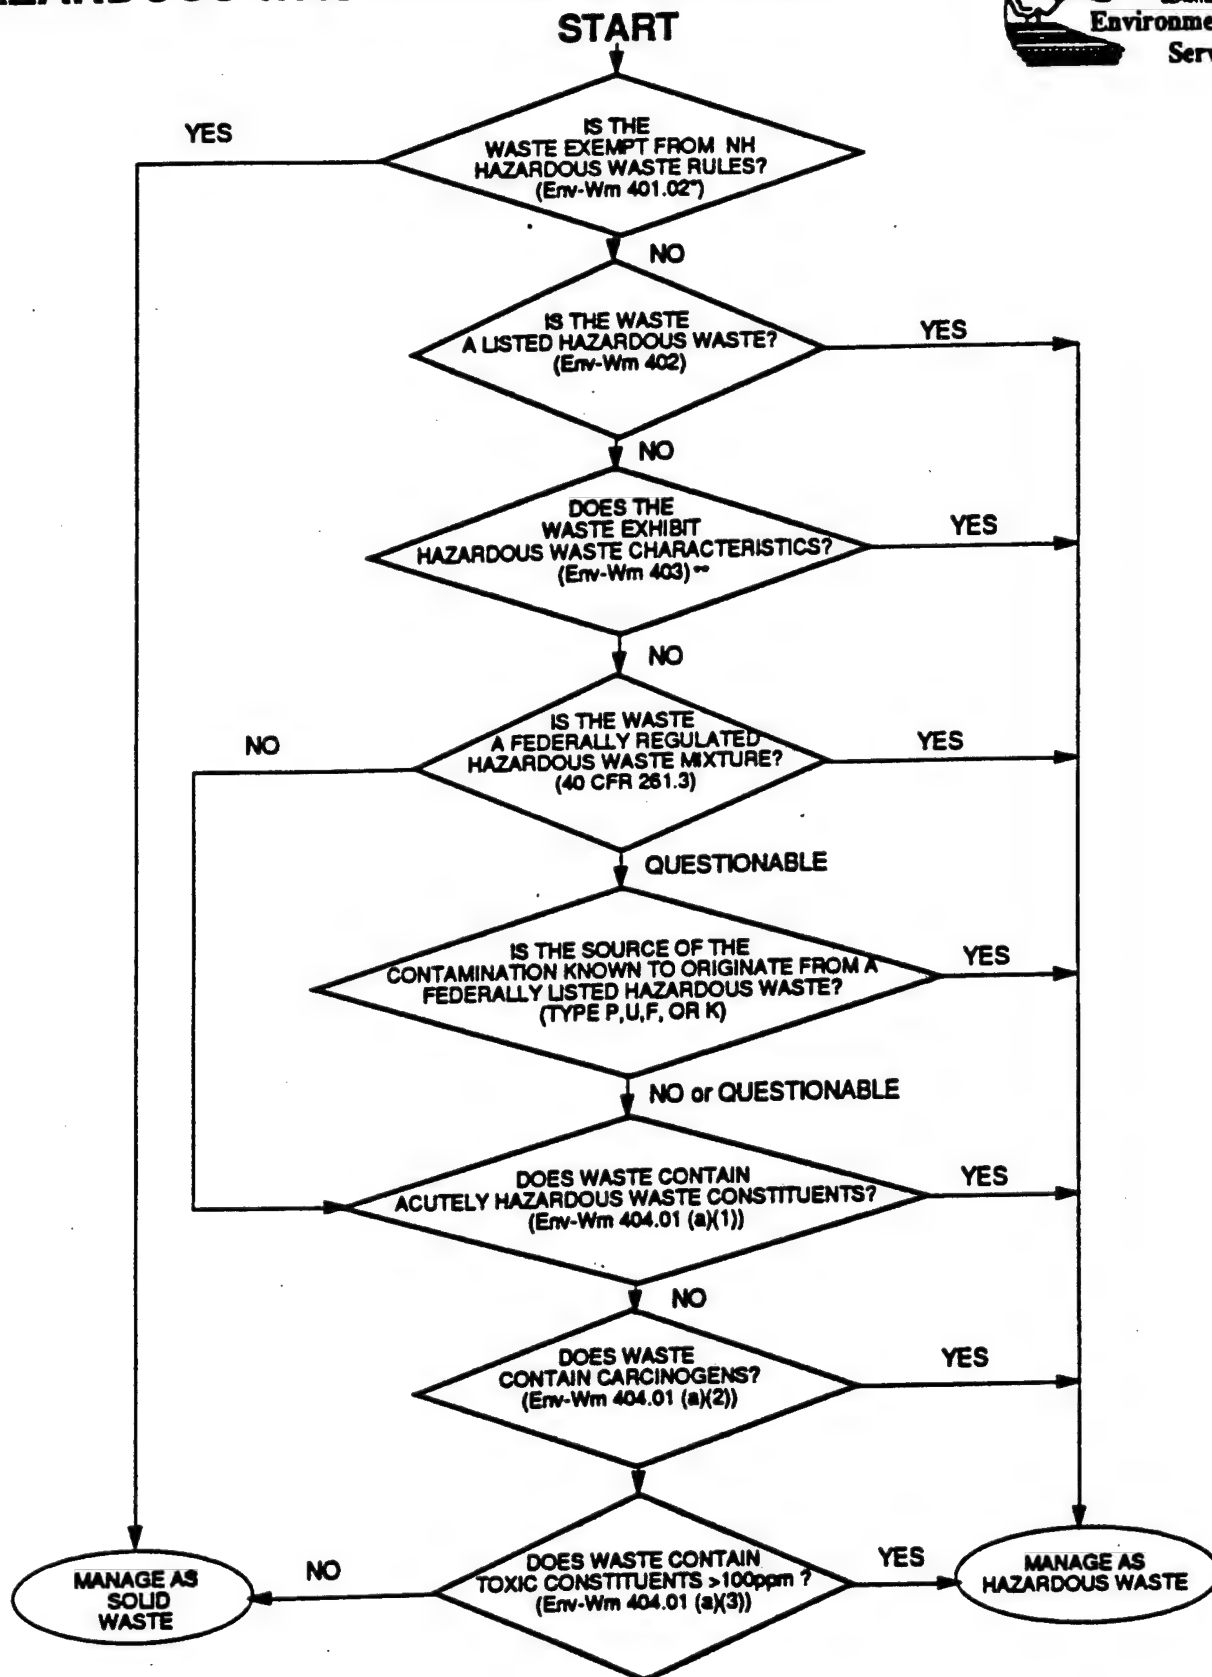 START
Environme
Serv
YES
IS THE
WASTE EXEMPT FROM NH
HAZARDOUS WASTE RULES?
(Env-Wm 401.02*)
NO
IS THE WASTE
A LISTED HAZARDOUS WASTE?
(Env-Wm 402)
YES
NO
DOES THE
WASTE EXHIBIT
HAZARDOUS WASTE CHARACTERISTICS?
(Env-Wm 403)**
YES
NO
IS THE WASTE
A FEDERALLY REGULATED
HAZARDOUS WASTE MIXTURE?
(40 CFR 261.3)
NO
YES
QUESTIONABLE
IS THE SOURCE OF THE
CONTAMINATION KNOWN TO ORIGINATE FROM A
FEDERALLY LISTED HAZARDOUS WASTE?
(TYPE P,U,F, OR K)
YES
NO or QUESTIONABLE
DOES WASTE CONTAIN
ACUTELY HAZARDOUS WASTE CONSTITUENTS?
(Env-Wm 404.01 (a)(1))
YES
NO
DOES WASTE
CONTAIN CARCINOGENS?
(Env-Wm 404.01 (a)(2))
YES
DOES WASTE CONTAIN
TOXIC CONSTITUENTS >100ppm ?
(Env-Wm 404.01 (a)(3))
NO
YES
MANAGE AS
SOLID
WASTE
MANAGE AS
HAZARDOUS WASTE